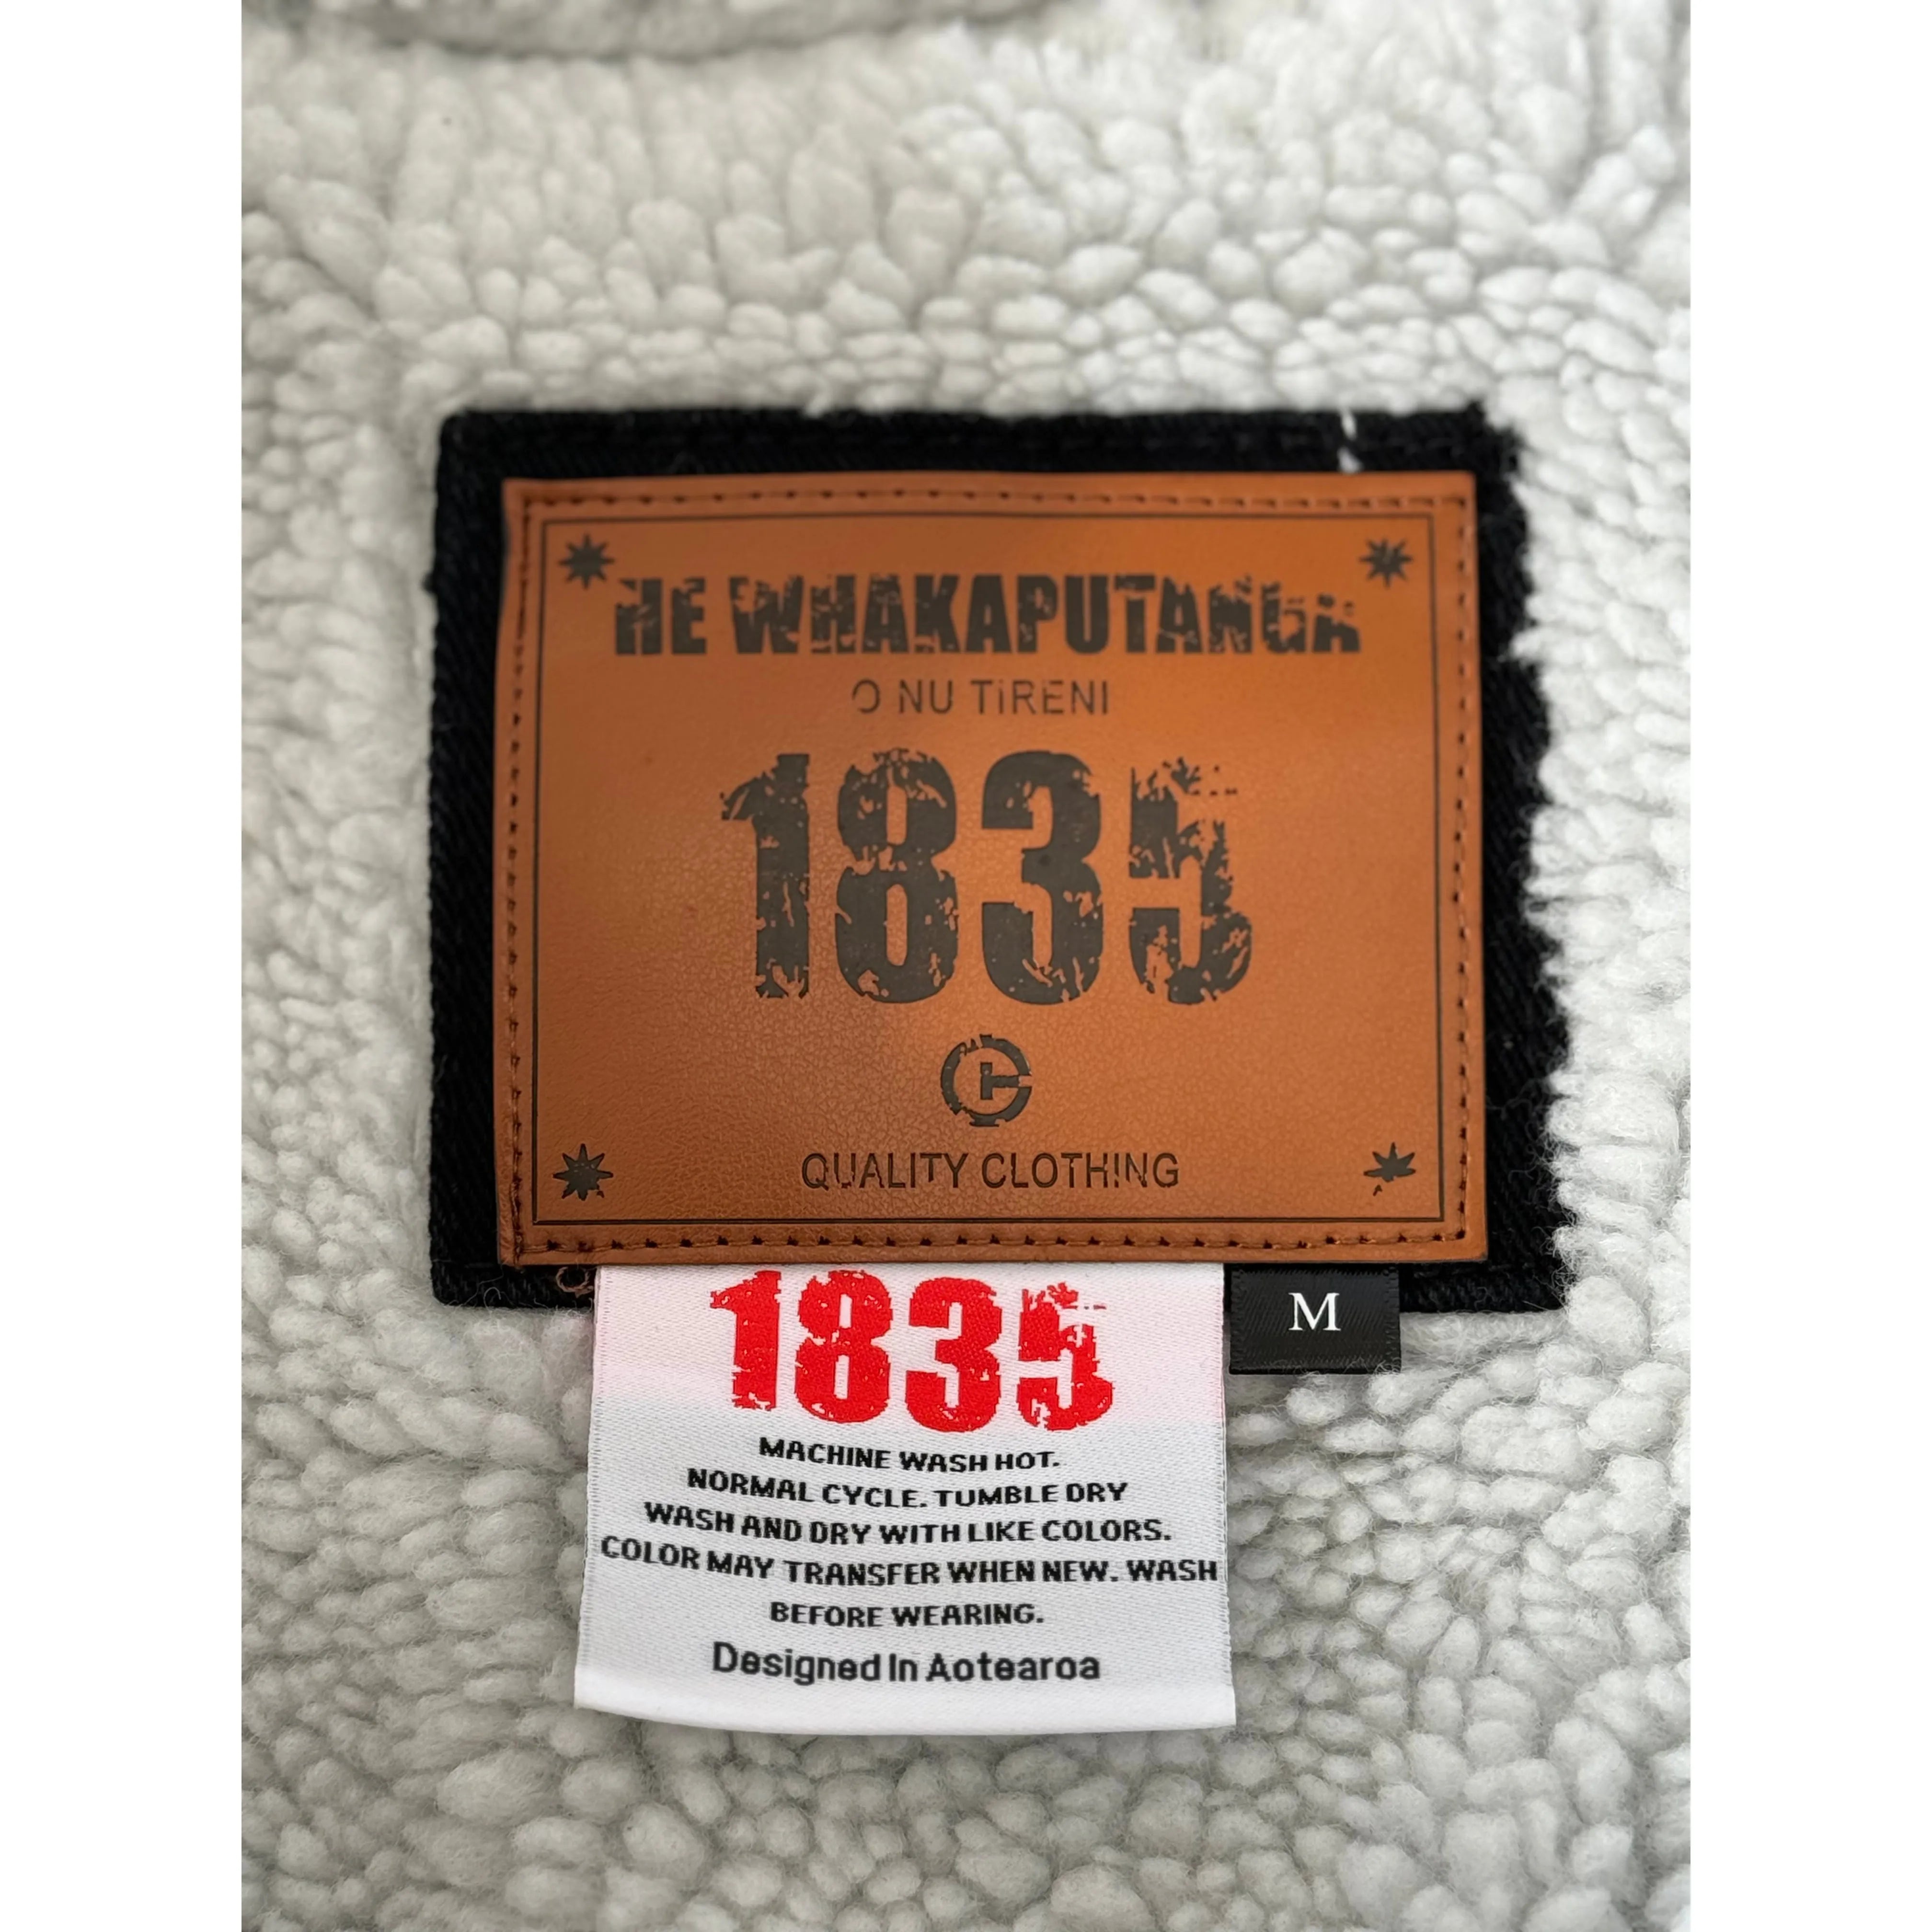 HE WHAKAPUTANGA
O NU TiRENI
1835
QUALITY CLOTHING
1835
M
MACHINE WASH HOT.
NORMAL CYCLE. TUMBLE DRY
WASH AND DRY WITH LIKE COLORS.
COLOR MAY TRANSFER WHEN NEW. WASH
BEFORE WEARING.
Designed In Aotearoa